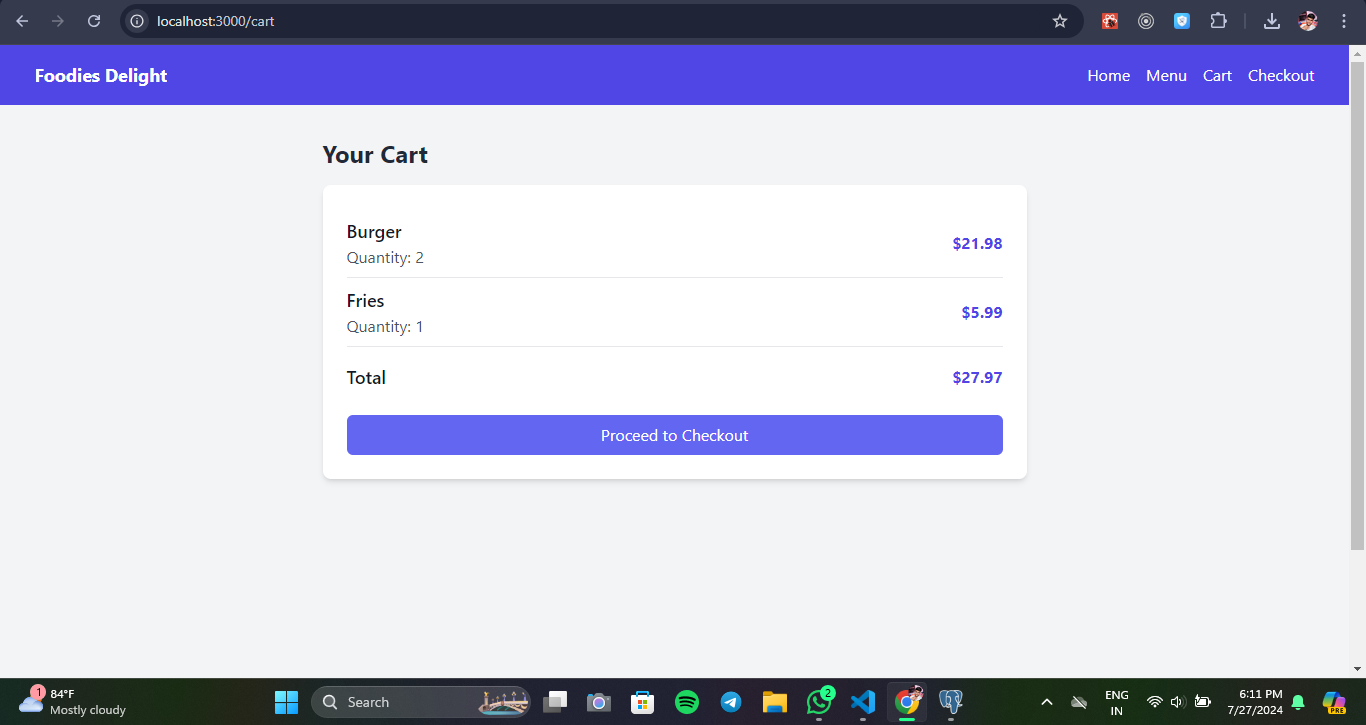 localhost:3000/cart
Foodies Delight
Home Menu Cart Checkout
Your Cart
Burger
$21.98
Quantity: 2
Fries
$5.99
Quantity: 1
Total
$27.97
Proceed to Checkout
1
84°F
Mostly cloudy
Search
2
PRE
ENG
IN
6:11 PM
7/27/2024